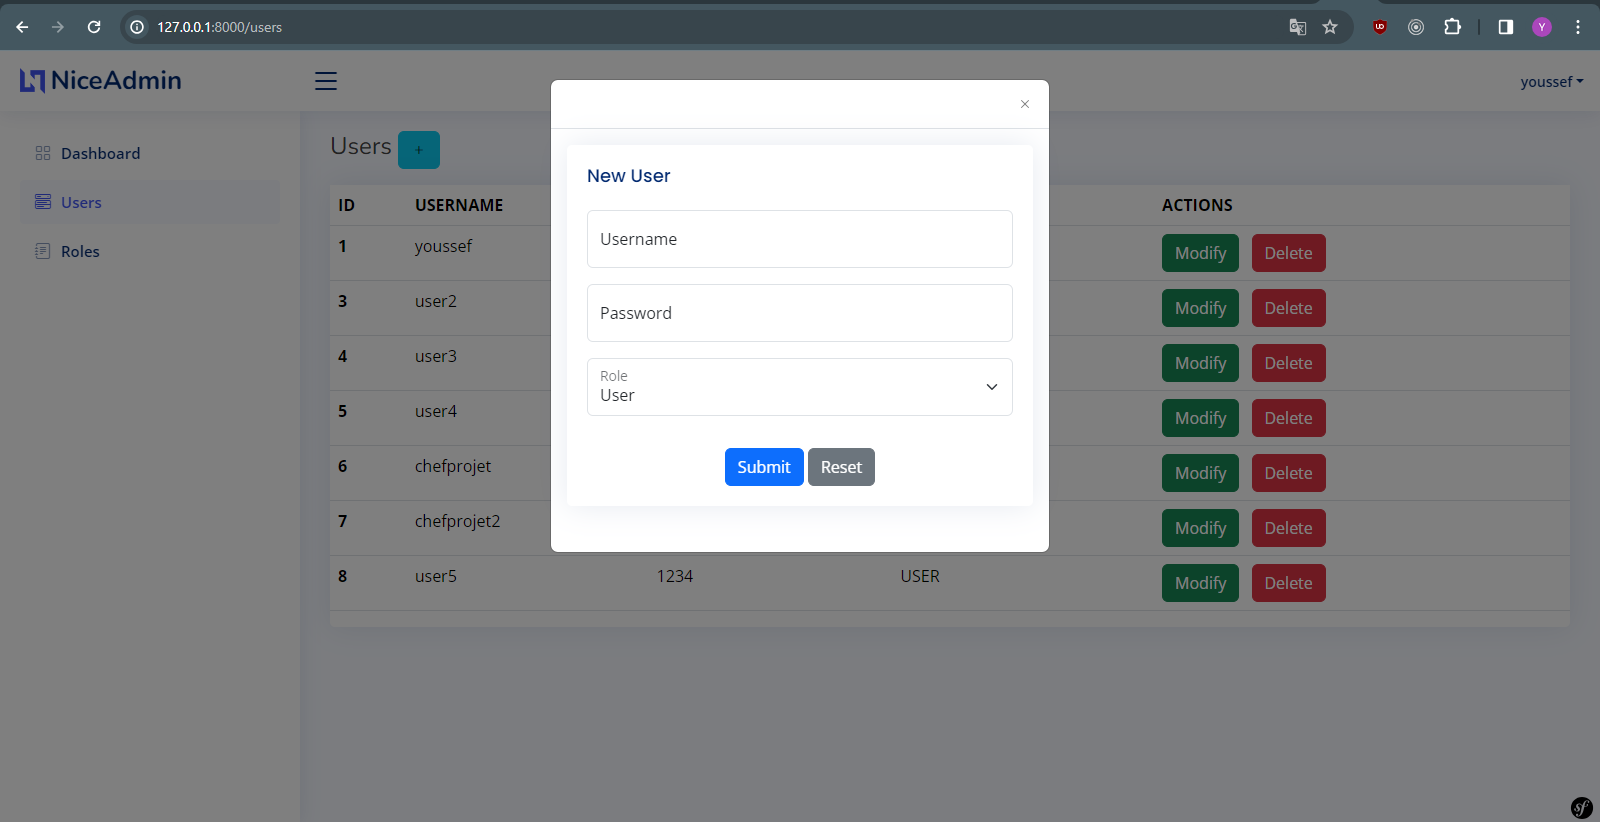 127.0.0.1:8000/users
UD
Y
NiceAdmin
youssef
Dashboard
Users
Roles
Users +
ID USERNAME ACTIONS
1 youssef Modify Delete
3 user2 Modify Delete
4 user3 Modify Delete
5 user4 Modify Delete
6 chefprojet Modify Delete
7 chefprojet2 Modify Delete
8 user5 1234 USER Modify Delete
×
New User
Username
Password
Role
User
Submit Reset
sf